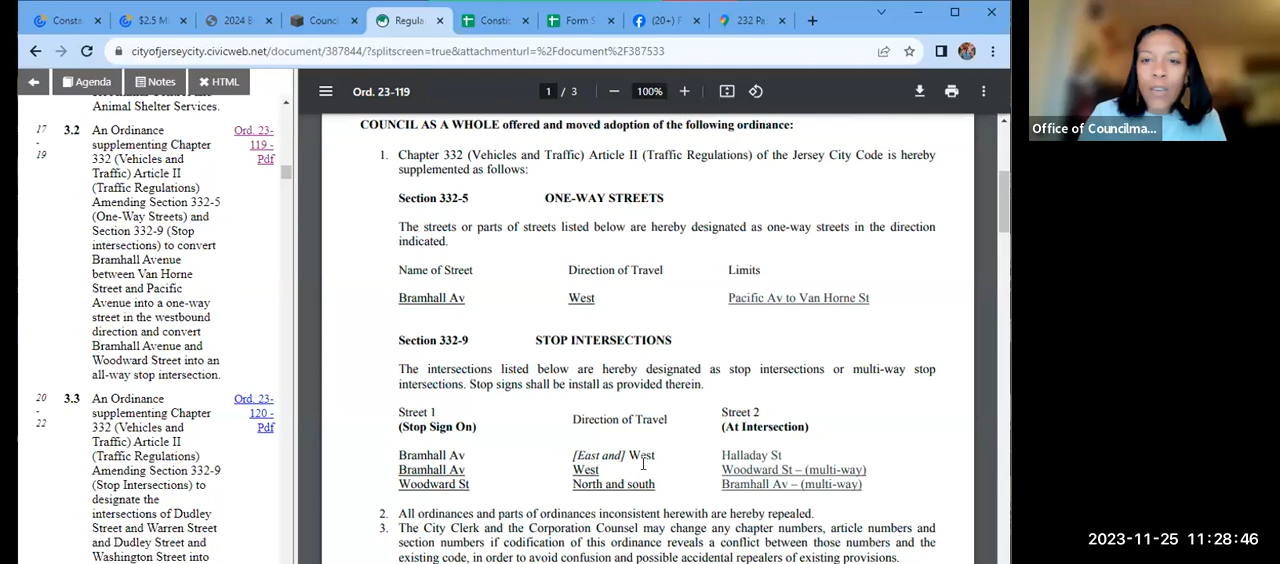 Consta
$2.5 Mi
2024 B
Counci
Regula
Constit
Form S
(20+) F
232 Pa
cityofjerseycity.civicweb.net/document/387844/?splitscreen=true&attachmenturl=%2Fdocument%2F387533
Agenda
Notes
HTML
Ord. 23-119
1 / 3
100%
Animal Shelter Services.
17
-
19
3.2
An Ordinance
supplementing Chapter
332 (Vehicles and
Traffic) Article II
(Traffic Regulations)
Amending Section 332-5
(One-Way Streets) and
Section 332-9 (Stop
intersections) to convert
Bramhall Avenue
between Van Horne
Street and Pacific
Avenue into a one-way
street in the westbound
direction and convert
Bramhall Avenue and
Woodward Street into an
all-way stop intersection.
Ord. 23-
119 -
Pdf
20
-
22
3.3
An Ordinance
supplementing Chapter
332 (Vehicles and
Traffic) Article II
(Traffic Regulations)
Amending Section 332-9
(Stop Intersections) to
designate the
intersections of Dudley
Street and Warren Street
and Dudley Street and
Washington Street into
Ord. 23-
120 -
Pdf
COUNCIL AS A WHOLE offered and moved adoption of the following ordinance:
1. Chapter 332 (Vehicles and Traffic) Article II (Traffic Regulations) of the Jersey City Code is hereby
supplemented as follows:
Section 332-5 ONE-WAY STREETS
The streets or parts of streets listed below are hereby designated as one-way streets in the direction
indicated.
Name of Street Direction of Travel Limits
Bramhall Av West Pacific Av to Van Horne St
Section 332-9 STOP INTERSECTIONS
The intersections listed below are hereby designated as stop intersections or multi-way stop
intersections. Stop signs shall be install as provided therein.
Street 1 Direction of Travel Street 2
(Stop Sign On) (At Intersection)
Bramhall Av [East and] West Halladay St
Bramhall Av West Woodward St – (multi-way)
Woodward St North and south Bramhall Av – (multi-way)
2. All ordinances and parts of ordinances inconsistent herewith are hereby repealed.
3. The City Clerk and the Corporation Counsel may change any chapter numbers, article numbers and
section numbers if codification of this ordinance reveals a conflict between those numbers and the
existing code, in order to avoid confusion and possible accidental repealers of existing provisions.
Office of Councilma...
2023-11-25 11:28:46